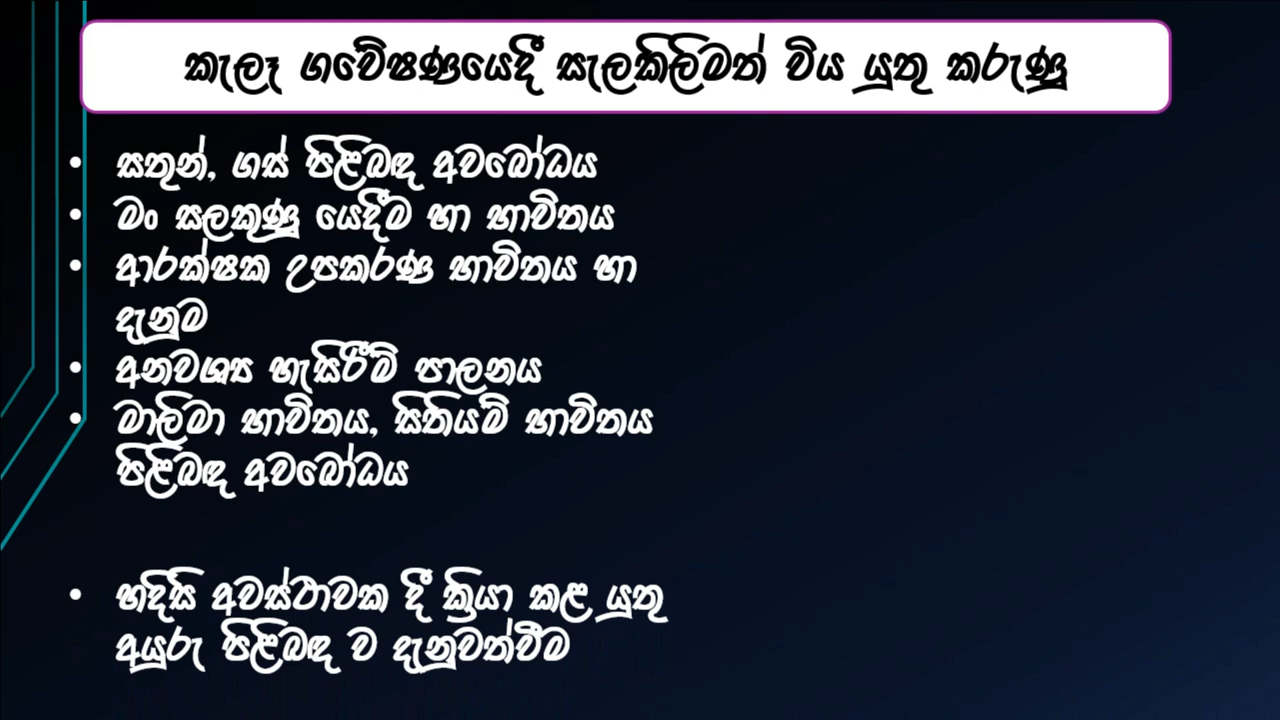 කැලෑ ගවේෂණයෙදී සැලකිලිමත් විය යුතු කරුණු
• සතුන්, ගස් පිළිබඳ අවබෝධය
• මං සලකුණු යෙදීම හා භාවිතය
• ආරක්ෂක උපකරණ භාවිතය හා
දැනුම
• අනවශ්‍ය හැසිරීම් පාලනය
• මාලිමා භාවිතය, සිතියම් භාවිතය
පිළිබඳ අවබෝධය
• හදිසි අවස්ථාවක දී ක්‍රියා කළ යුතු
අයුරු පිළිබඳ ව දැනුවත්වීම